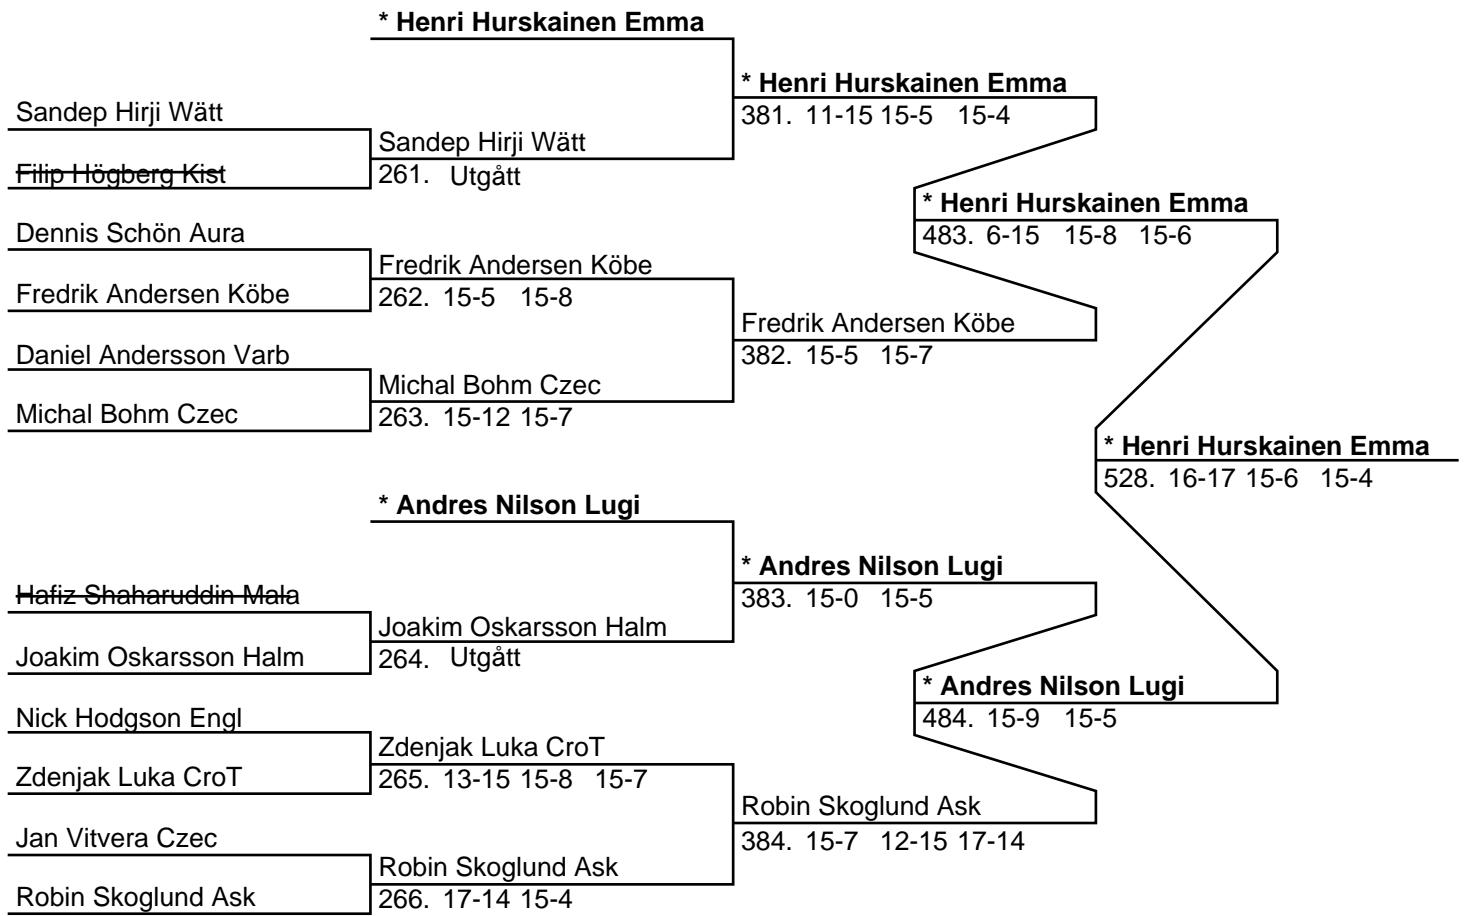 * Henri Hurskainen Emma
* Henri Hurskainen Emma
381. 11-15 15-5 15-4
Sandep Hirji Wätt
Sandep Hirji Wätt
261. Utgått
Filip Högberg Kist
* Henri Hurskainen Emma
483. 6-15 15-8 15-6
Dennis Schön Aura
Fredrik Andersen Köbe
262. 15-5 15-8
Fredrik Andersen Köbe
Fredrik Andersen Köbe
382. 15-5 15-7
Daniel Andersson Varb
Michal Bohm Czec
263. 15-12 15-7
Michal Bohm Czec
* Henri Hurskainen Emma
528. 16-17 15-6 15-4
* Andres Nilson Lugi
* Andres Nilson Lugi
383. 15-0 15-5
Hafiz Shaharuddin Mala
Joakim Oskarsson Halm
264. Utgått
Joakim Oskarsson Halm
* Andres Nilson Lugi
484. 15-9 15-5
Nick Hodgson Engl
Zdenjak Luka CroT
265. 13-15 15-8 15-7
Zdenjak Luka CroT
Robin Skoglund Ask
384. 15-7 12-15 17-14
Jan Vitvera Czec
Robin Skoglund Ask
266. 17-14 15-4
Robin Skoglund Ask